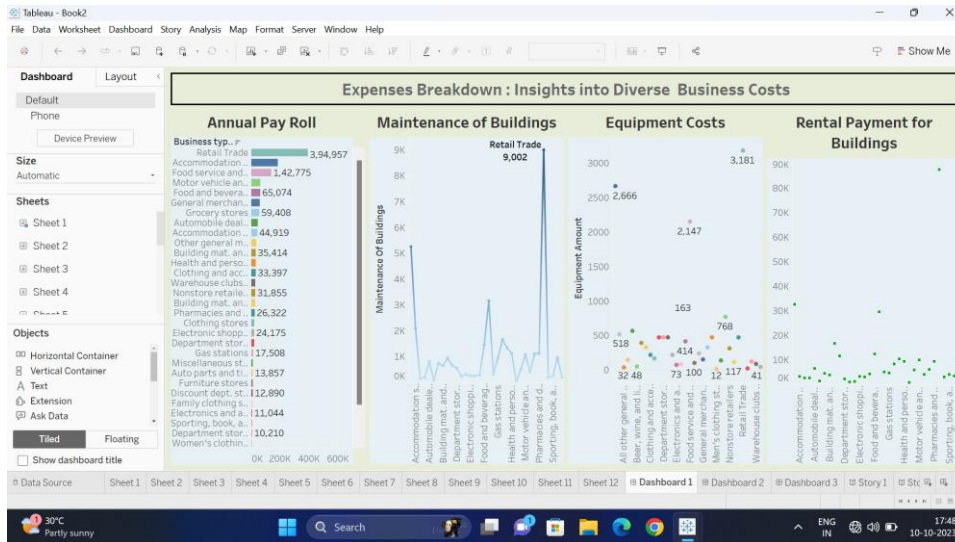 Tableau - Book2
File Data Worksheet Dashboard Story Analysis Map Format Server Window Help
Show Me
Dashboard Layout
Default
Phone
Device Preview
Size
Automatic
Sheets
Sheet 1
Sheet 2
Sheet 3
Sheet 4
Sheet 5
Objects
Horizontal Container
Vertical Container
Text
Extension
Ask Data
Tiled Floating
Show dashboard title
Expenses Breakdown : Insights into Diverse Business Costs
Annual Pay Roll
Business typ..
Retail Trade 3,94,957
Accommodation ..
Food service and.. 1,42,775
Motor vehicle an..
Food and bevera.. 65,074
General merchan..
Grocery stores 59,408
Automobile deal..
Accommodation .. 44,919
Other general m..
Building mat. an.. 35,414
Health and perso..
Clothing and acc.. 33,397
Warehouse clubs..
Nonstore retaile.. 31,855
Building mat. an..
Pharmacies and .. 26,322
Clothing stores
Electronic shopp.. 24,175
Department stor..
Gas stations 17,508
Miscellaneous st..
Auto parts and ti.. 13,857
Furniture stores
Discount dept. st.. 12,890
Family clothing s..
Electronics and a.. 11,044
Sporting, book, a..
Department stor.. 10,210
Women's clothin..
0K 200K 400K 600K
Maintenance of Buildings
Retail Trade
9,002
Maintenance Of Buildings
9K
8K
7K
6K
5K
4K
3K
2K
1K
0K
Accommodation s..
Automobile deale..
Building mat. and..
Department stor..
Electronic shoppi..
Food and beverag..
Gas stations
Health and perso..
Motor vehicle an..
Pharmacies and d..
Sporting, book, a..
Equipment Costs
Equipment Amount
3000
2500
2000
1500
1000
500
0
3,181
2,666
2,147
163
768
518
414
32 48 73 100 12 117 41
All other general ..
Beer, wine, and li..
Clothing and acce..
Department stor..
Electronics and a..
Food service and ..
General merchan..
Men's clothing st..
Nonstore retailers
Retail Trade
Warehouse clubs ..
Rental Payment for
Buildings
90K
80K
70K
60K
50K
40K
30K
20K
10K
0K
Accommodation ..
Automobile deal..
Building mat. an..
Department stor..
Electronic shoppi..
Food and bevera..
Gas stations
Health and perso..
Motor vehicle an..
Pharmacies and ..
Sporting, book, a..
Data Source Sheet 1 Sheet 2 Sheet 3 Sheet 4 Sheet 5 Sheet 6 Sheet 7 Sheet 8 Sheet 9 Sheet 10 Sheet 11 Sheet 12 Dashboard 1 Dashboard 2 Dashboard 3 Story 1
1
30°C
Partly sunny
Search
ENG
IN
17:48
10-10-2023